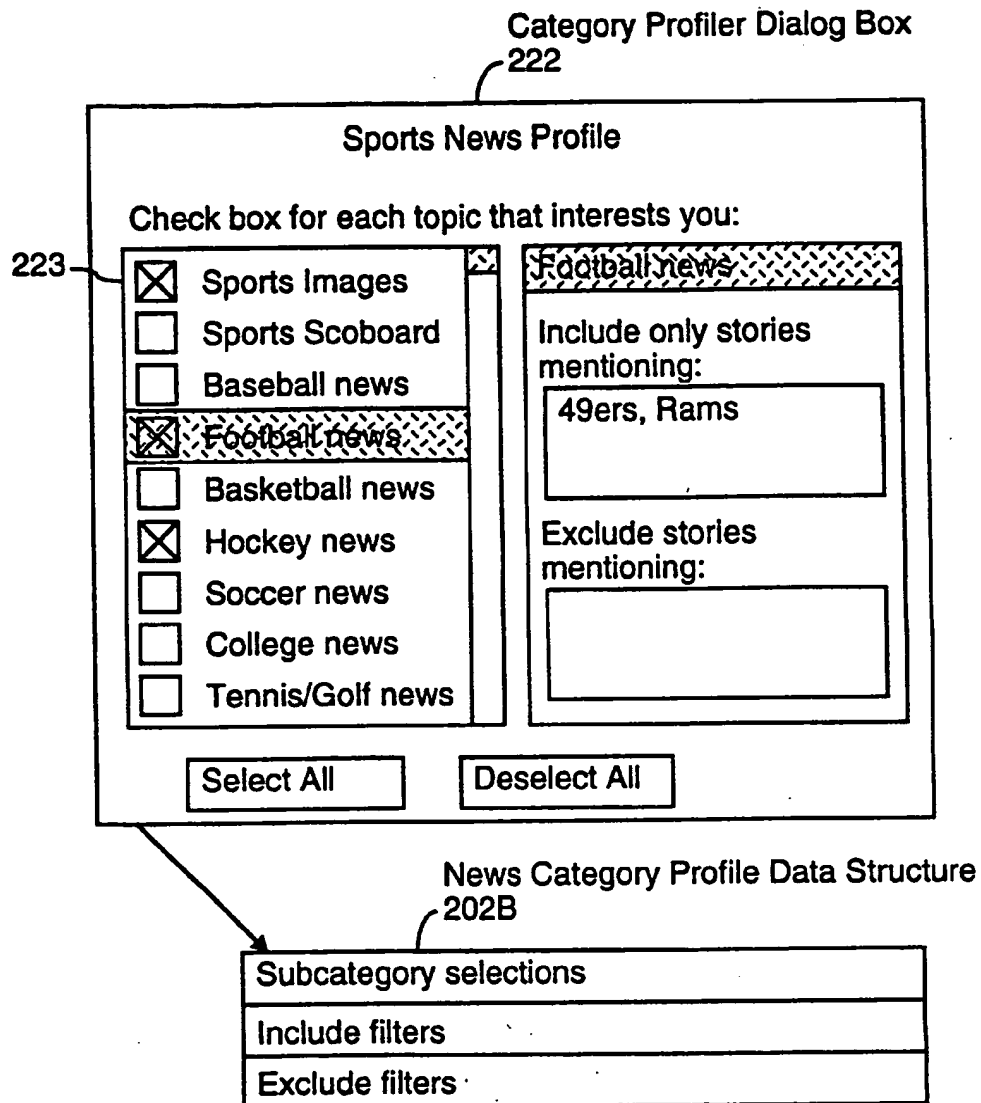 Category Profiler Dialog Box
222
Sports News Profile
Check box for each topic that interests you:
223
Sports Images
Sports Scoboard
Baseball news
Football news
Basketball news
Hockey news
Soccer news
College news
Tennis/Golf news
Football news
Include only stories
mentioning:
49ers, Rams
Exclude stories
mentioning:
Select All
Deselect All
News Category Profile Data Structure
202B
Subcategory selections
Include filters
Exclude filters